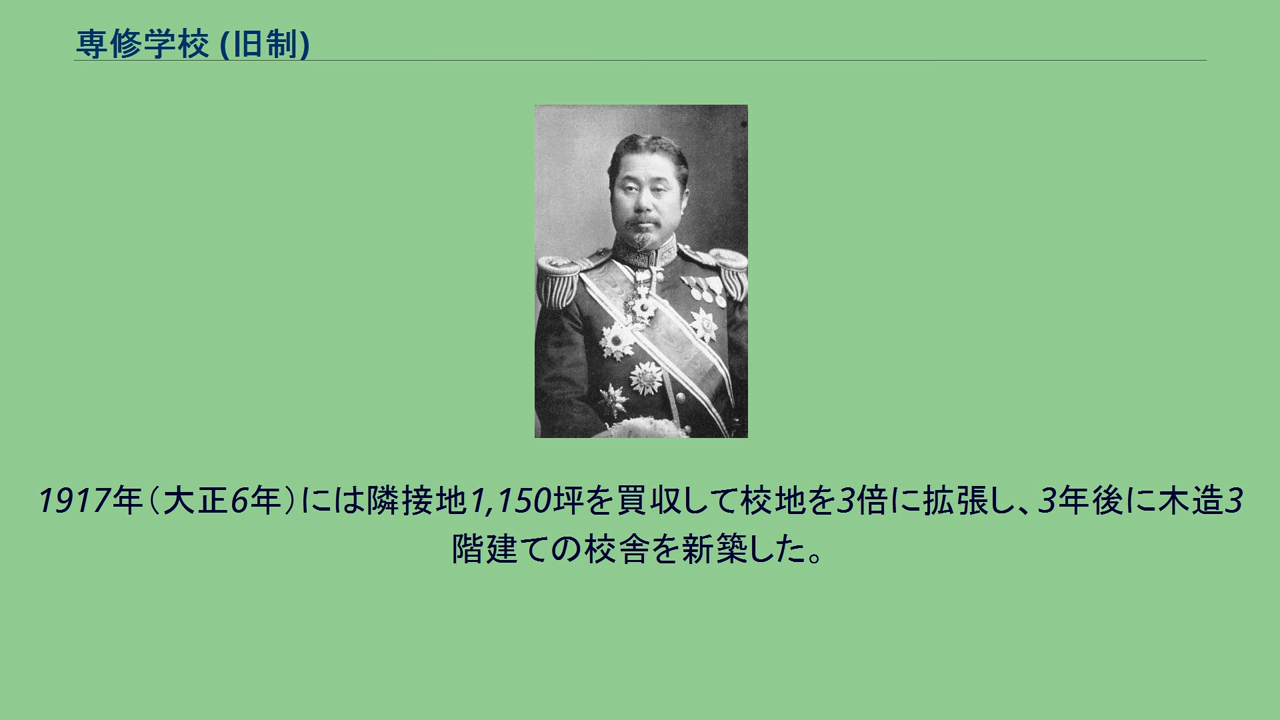 専修学校 (旧制)
1917年（大正6年）には隣接地1,150坪を買収して校地を3倍に拡張し、3年後に木造3
階建ての校舎を新築した。